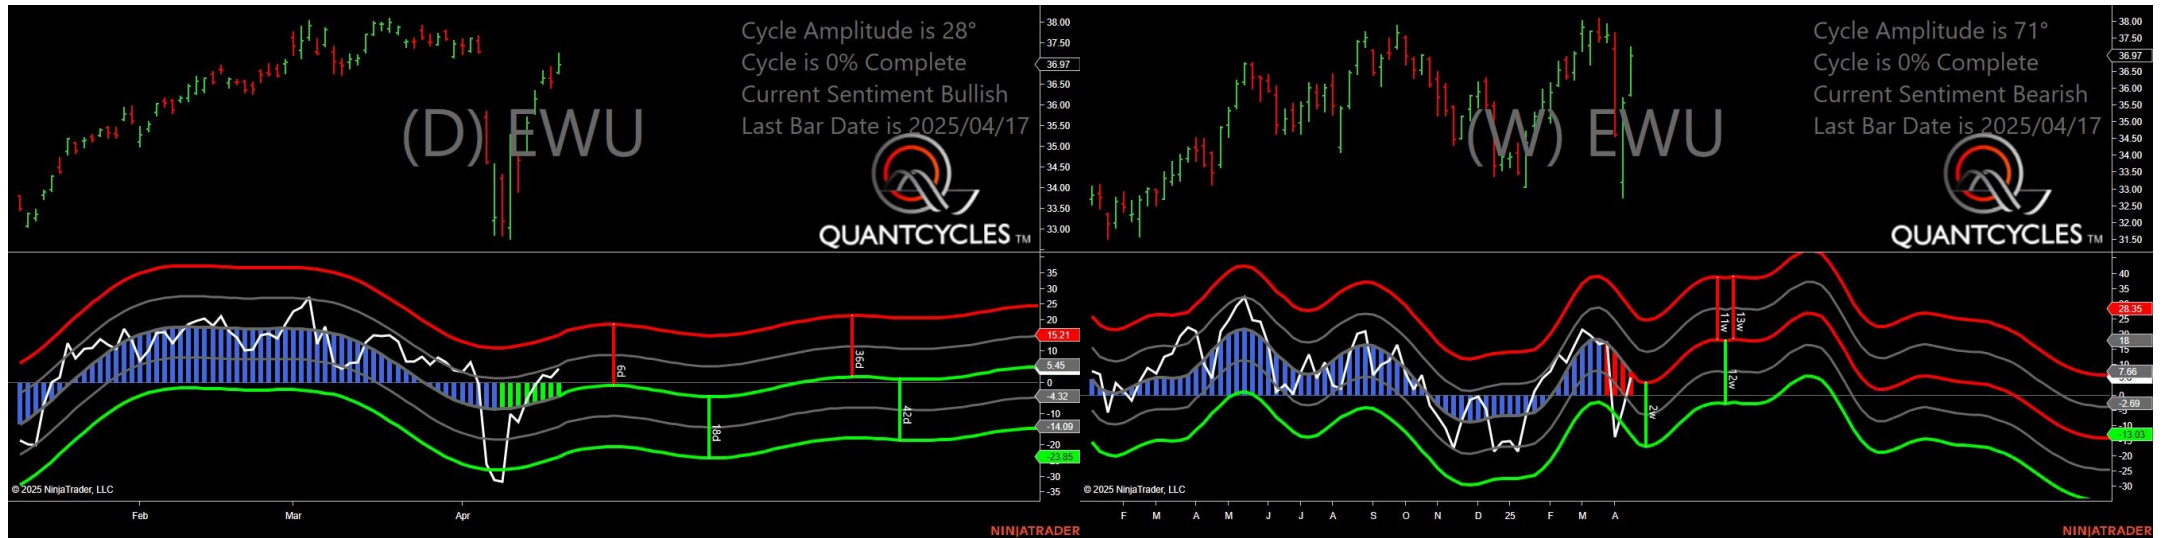 Cycle Amplitude is 28°
Cycle is 0% Complete
Current Sentiment Bullish
Last Bar Date is 2025/04/17
(D) EWU
QUANTCYCLES TM
38.00
37.50
36.97
36.50
36.00
35.50
35.00
34.50
34.00
33.50
33.00
35
30
25
20
15.21
10
5.45
0
-4.32
-10
-14.09
-20
-23.85
-30
-35
6d
18d
36d
42d
© 2025 NinjaTrader, LLC
Feb
Mar
Apr
NINJATRADER
Cycle Amplitude is 71°
Cycle is 0% Complete
Current Sentiment Bearish
Last Bar Date is 2025/04/17
(W) EWU
QUANTCYCLES TM
38.00
37.50
36.97
36.50
36.00
35.50
35.00
34.50
34.00
33.50
33.00
32.50
32.00
31.50
40
35
28.35
25
18
15
7.66
-2.69
-13.03
-20
-25
-30
2w
11w
13w
12w
© 2025 NinjaTrader, LLC
F
M
A
M
J
J
A
S
O
N
D
25
F
M
A
NINJATRADER